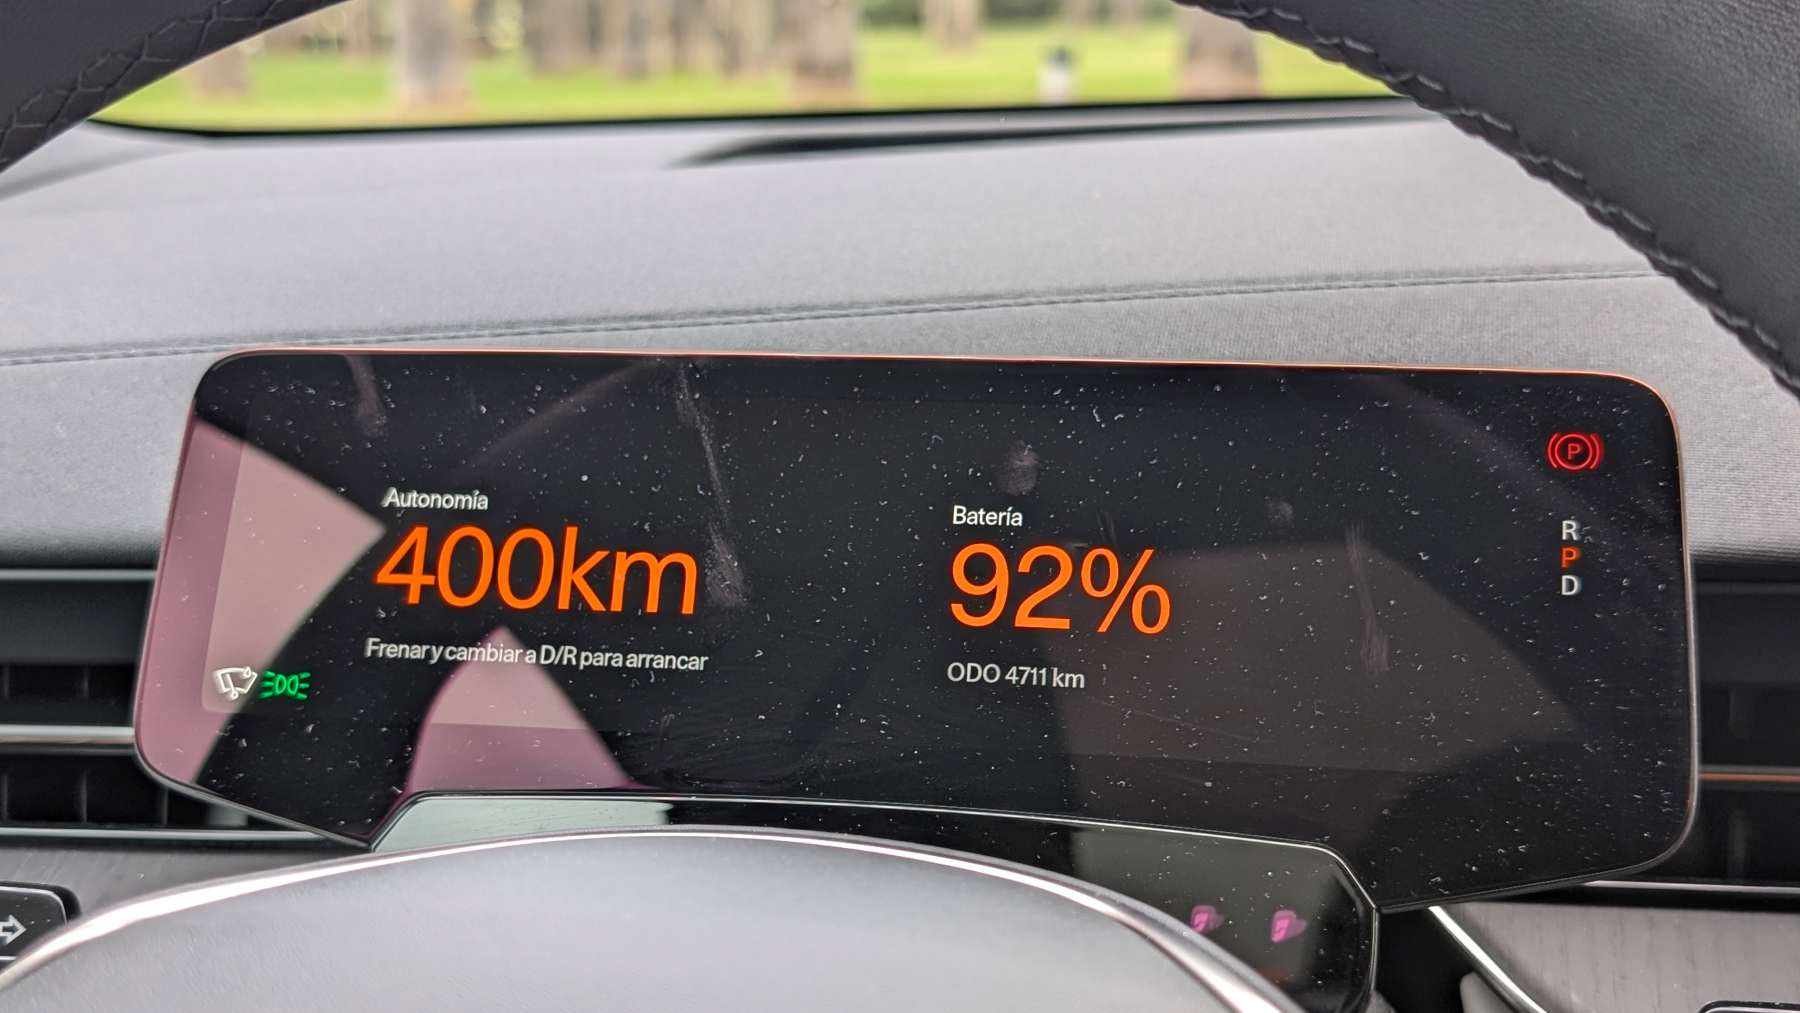 Autonomía
400km
Frenar y cambiar a D/R para arrancar
Batería
92%
ODO 4711 km
P
R
P
D